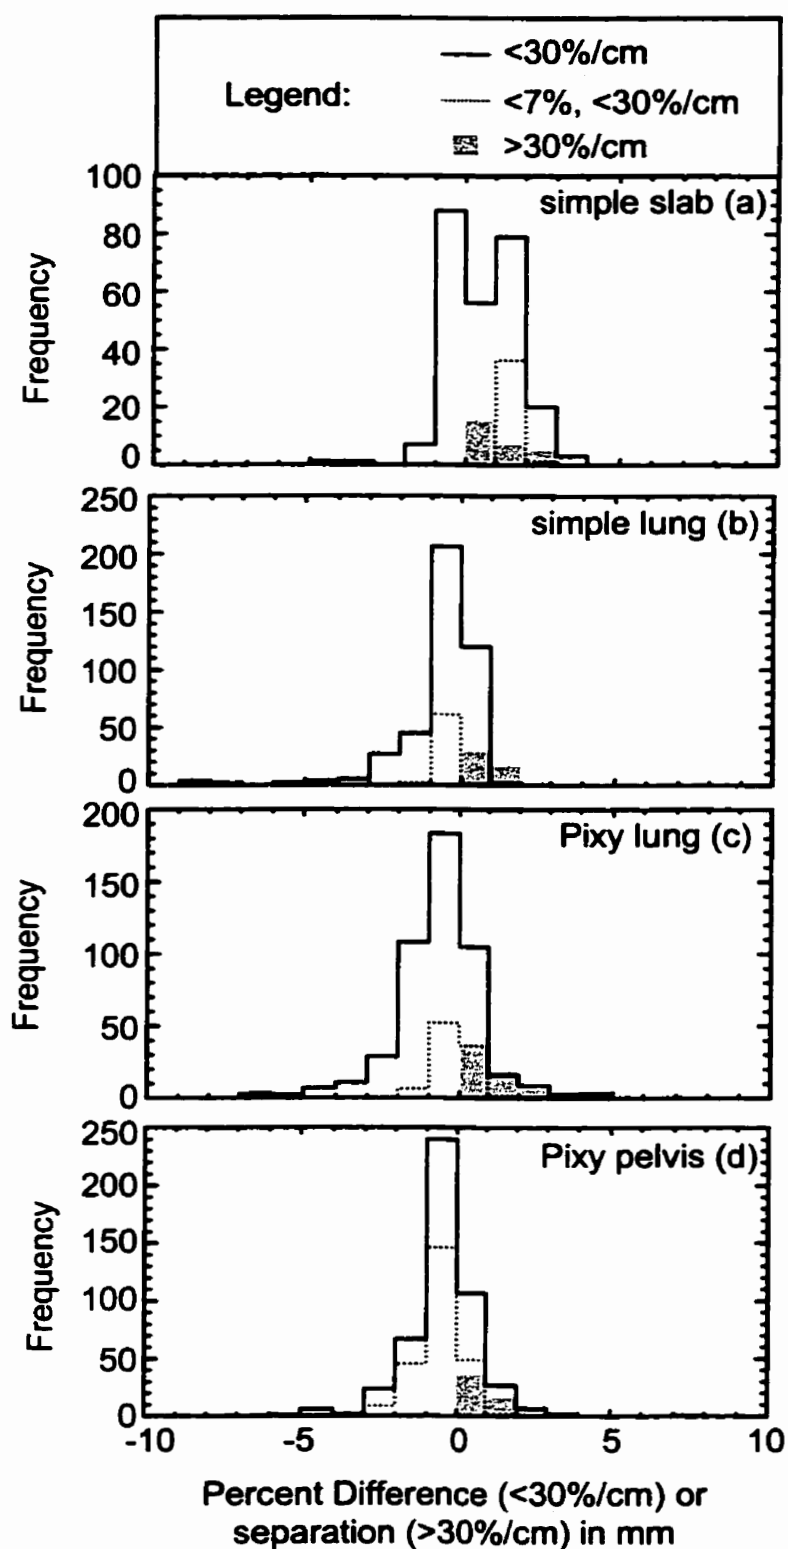 Legend:
<30%/cm
<7%, <30%/cm
>30%/cm
100
80
60
40
20
0
Frequency
simple slab (a)
250
200
150
100
50
0
Frequency
simple lung (b)
200
150
100
50
0
Frequency
Pixy lung (c)
250
200
150
100
50
0
Frequency
Pixy pelvis (d)
-10 -5 0 5 10
Percent Difference (<30%/cm) or
separation (>30%/cm) in mm